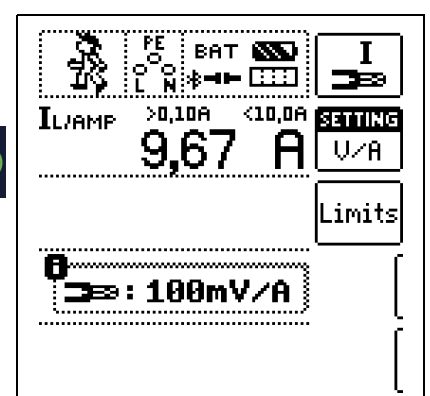 PE
BAT
L N
I
IL/AMP >0,10A <10,0A
9,67 A
SETTING
V/A
Limits
i
: 100mV/A